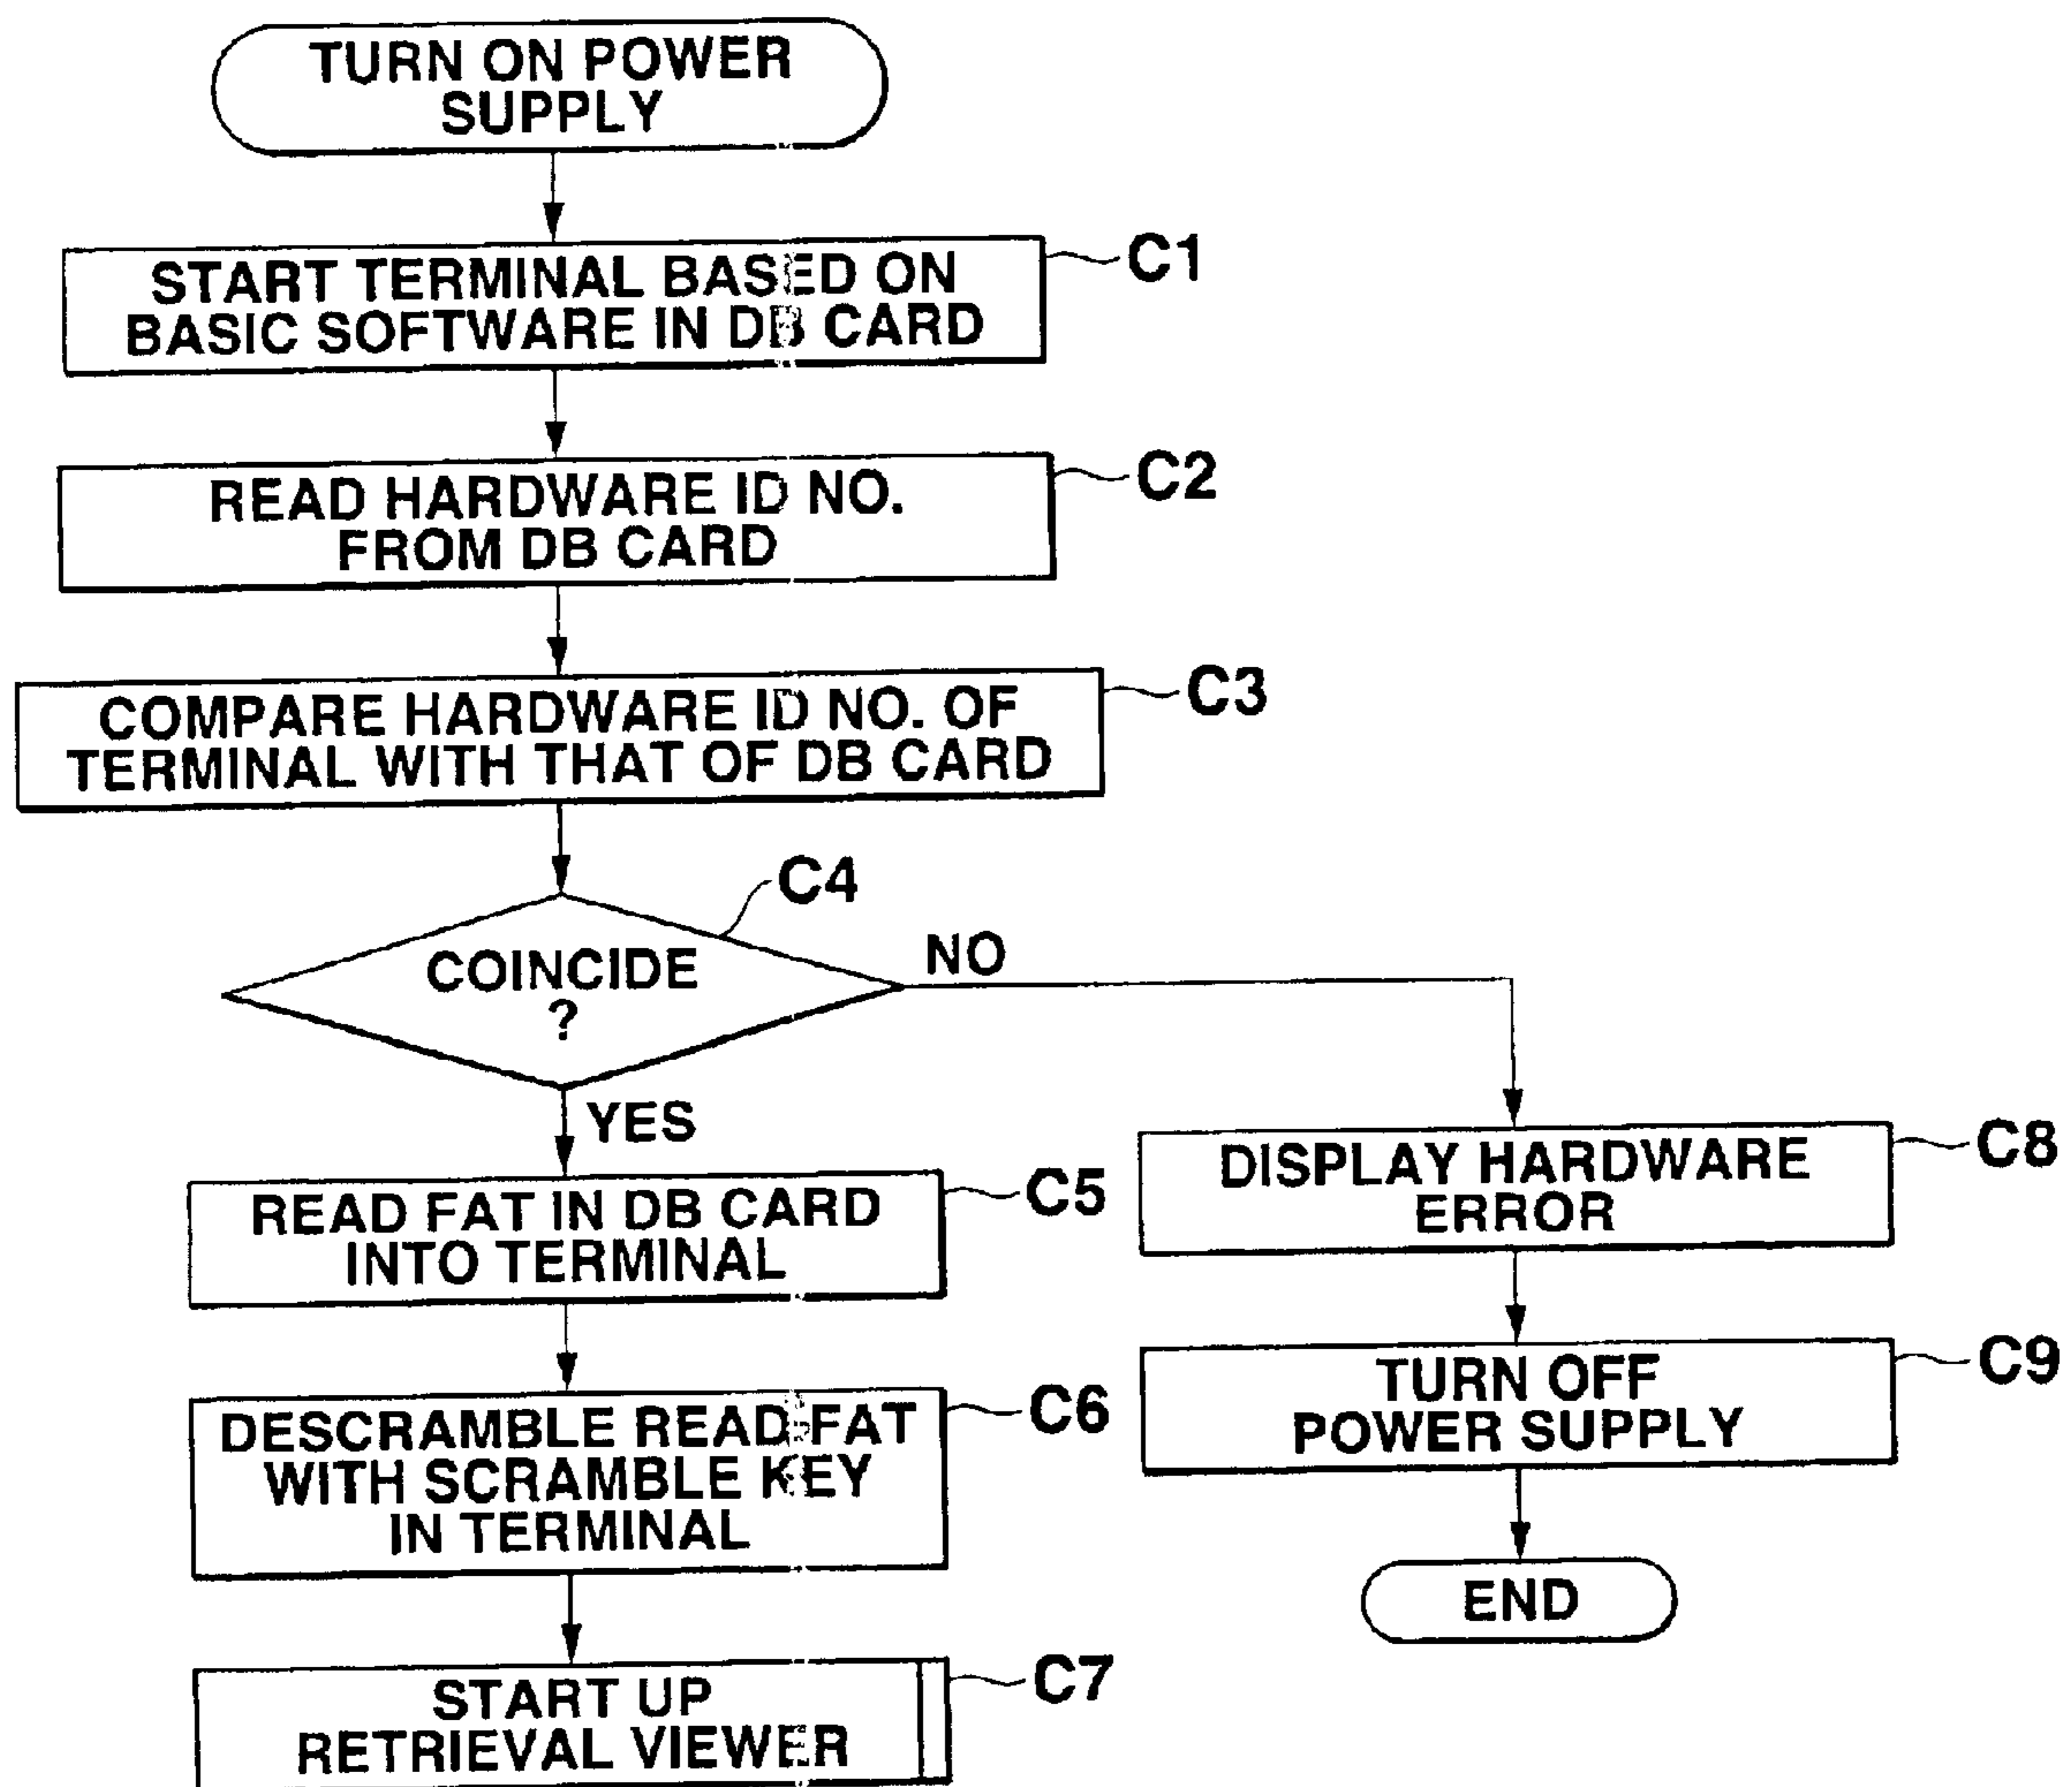 TURN ON POWER
SUPPLY
START TERMINAL BASED ON
BASIC SOFTWARE IN DB CARD
C1
READ HARDWARE ID NO.
FROM DB CARD
C2
COMPARE HARDWARE ID NO. OF
TERMINAL WITH THAT OF DB CARD
C3
C4
COINCIDE
?
NO
YES
READ FAT IN DB CARD
INTO TERMINAL
C5
DISPLAY HARDWARE
ERROR
C8
DESCRAMBLE READ FAT
WITH SCRAMBLE KEY
IN TERMINAL
C6
TURN OFF
POWER SUPPLY
C9
END
START UP
RETRIEVAL VIEWER
C7